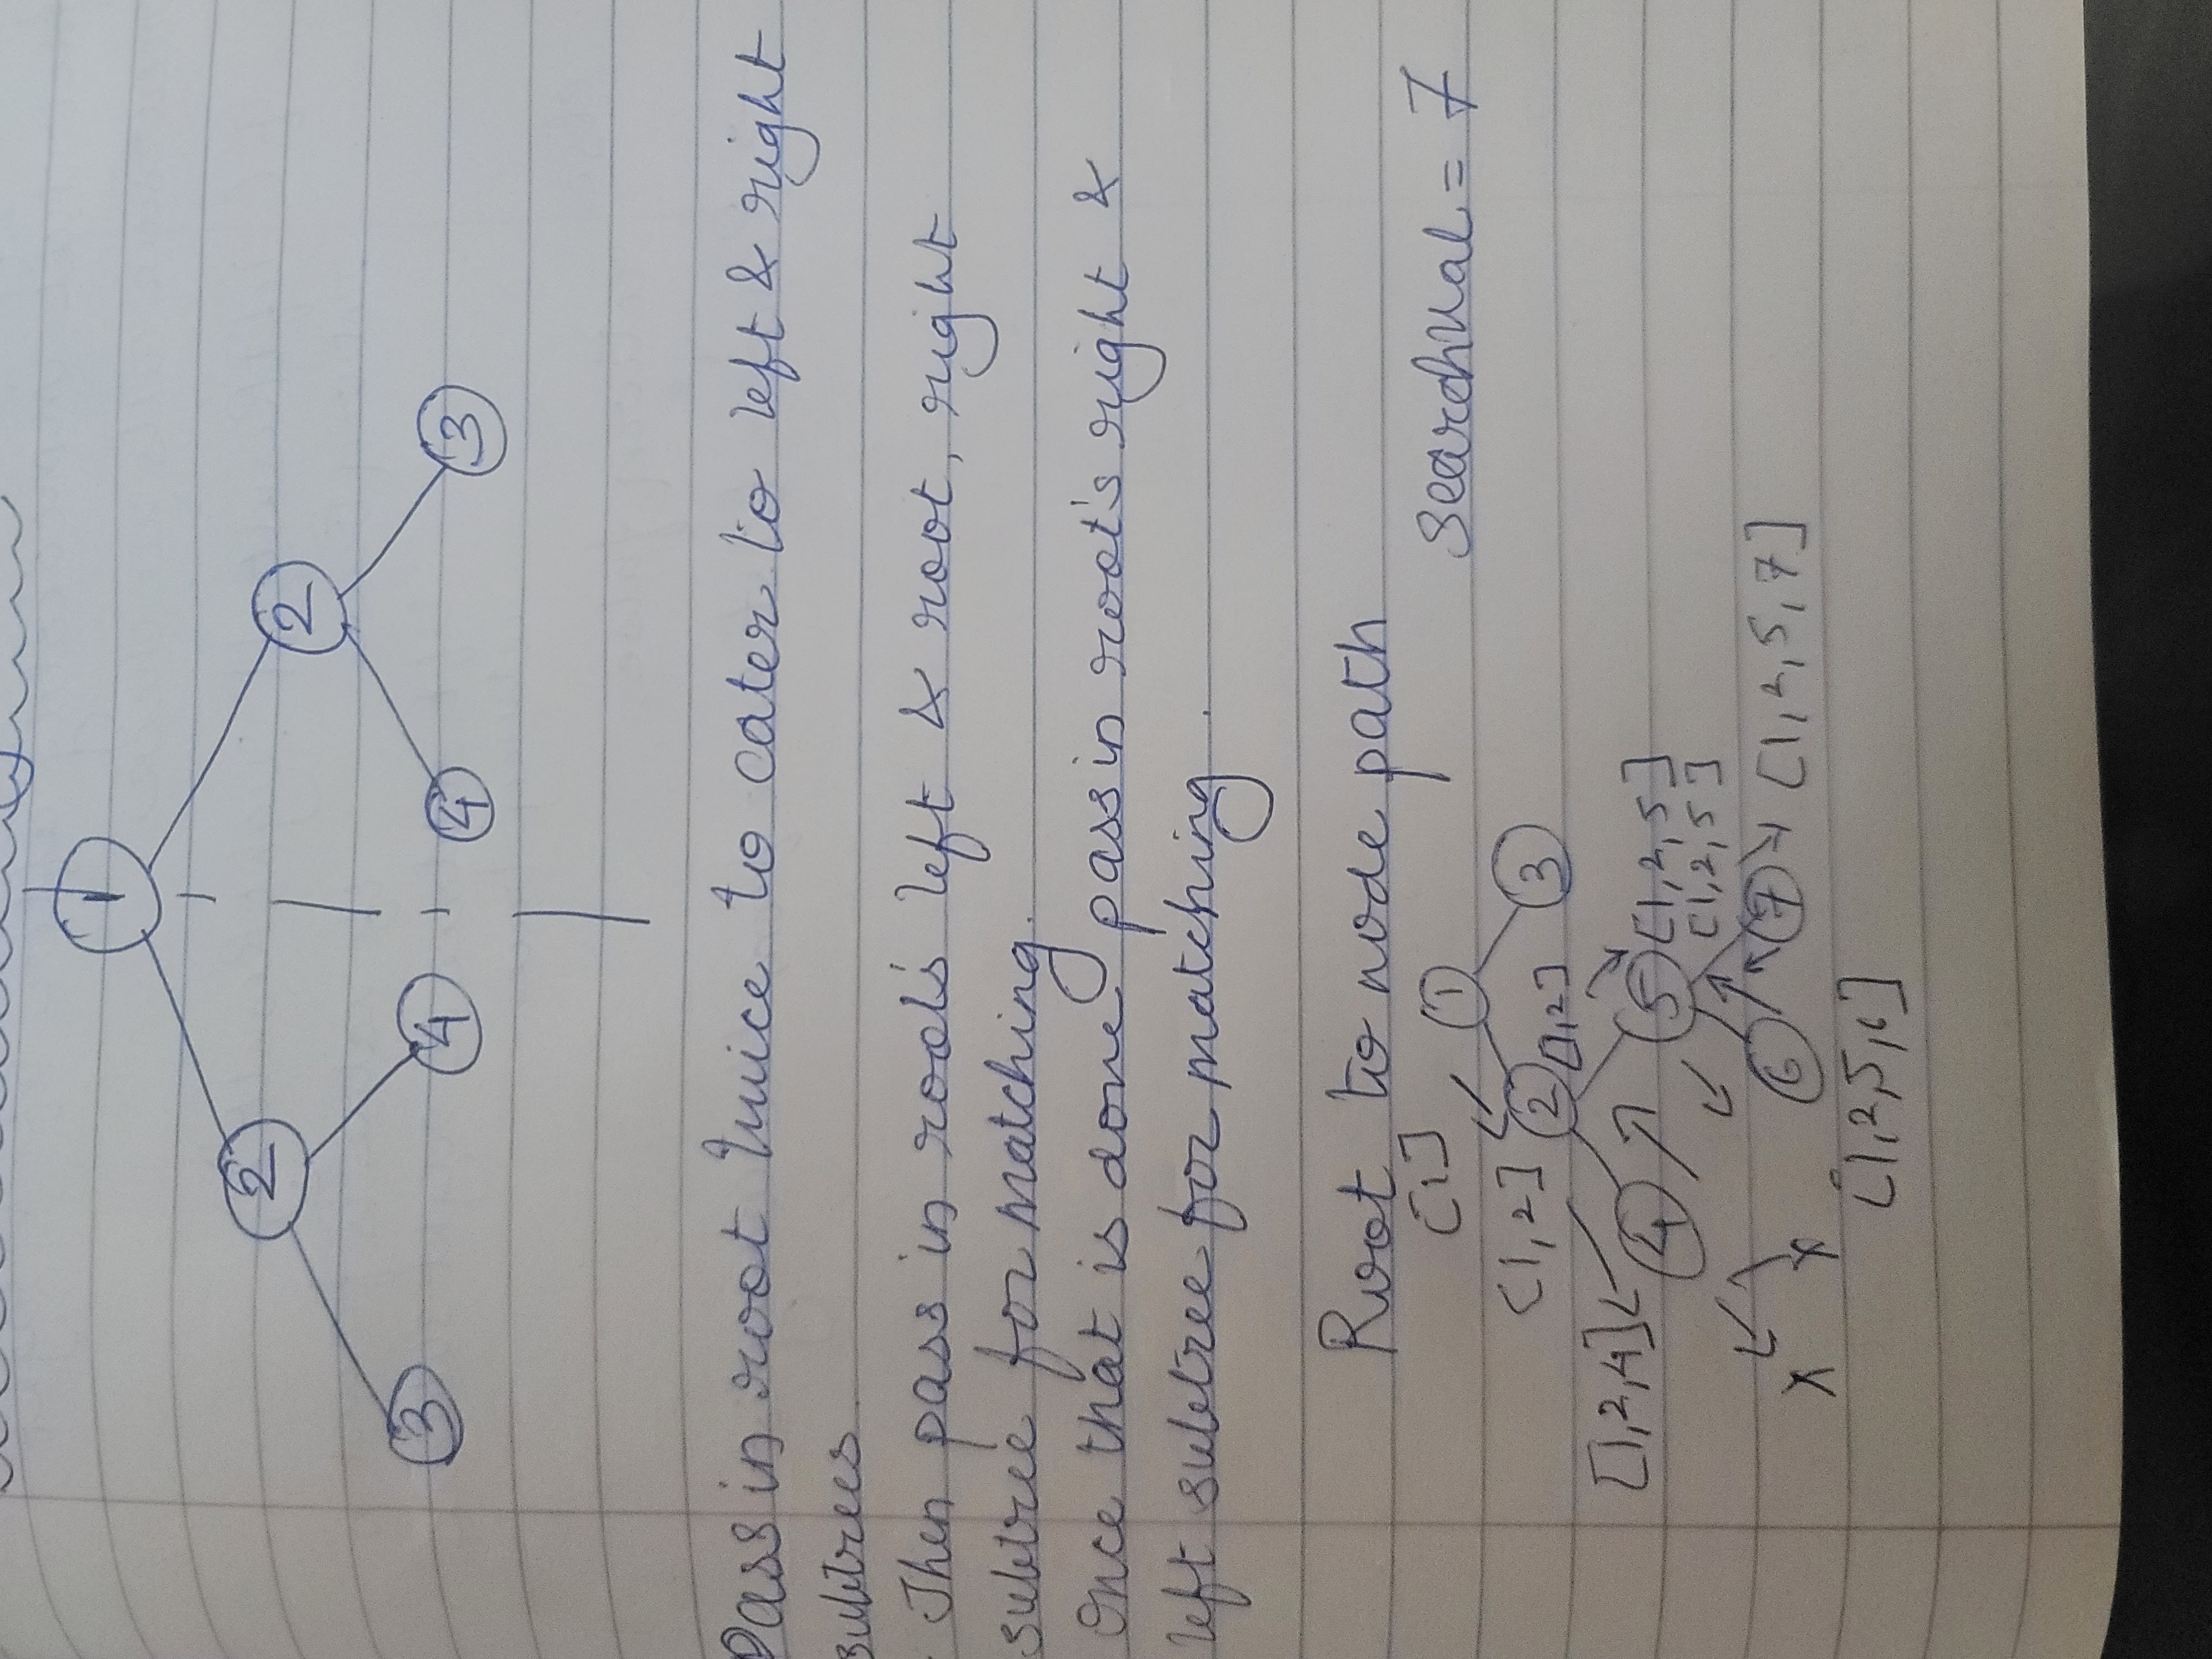 1
2 2
3 4 4 3
Pass in root twice to cater to left & right
subtrees.
- Then pass in root's left & root, right
subtree for matching.
Once that is done pass in root's right &
left subtree for matching.
Root to node path
[1] 1 searchval = 7
[1,2] 2 [1,2] 3
[1,2,4] 4 5 [1,2,5]
[1,2,5]
x x 6 7 [1,2,5,7]
[1,2,5,6]